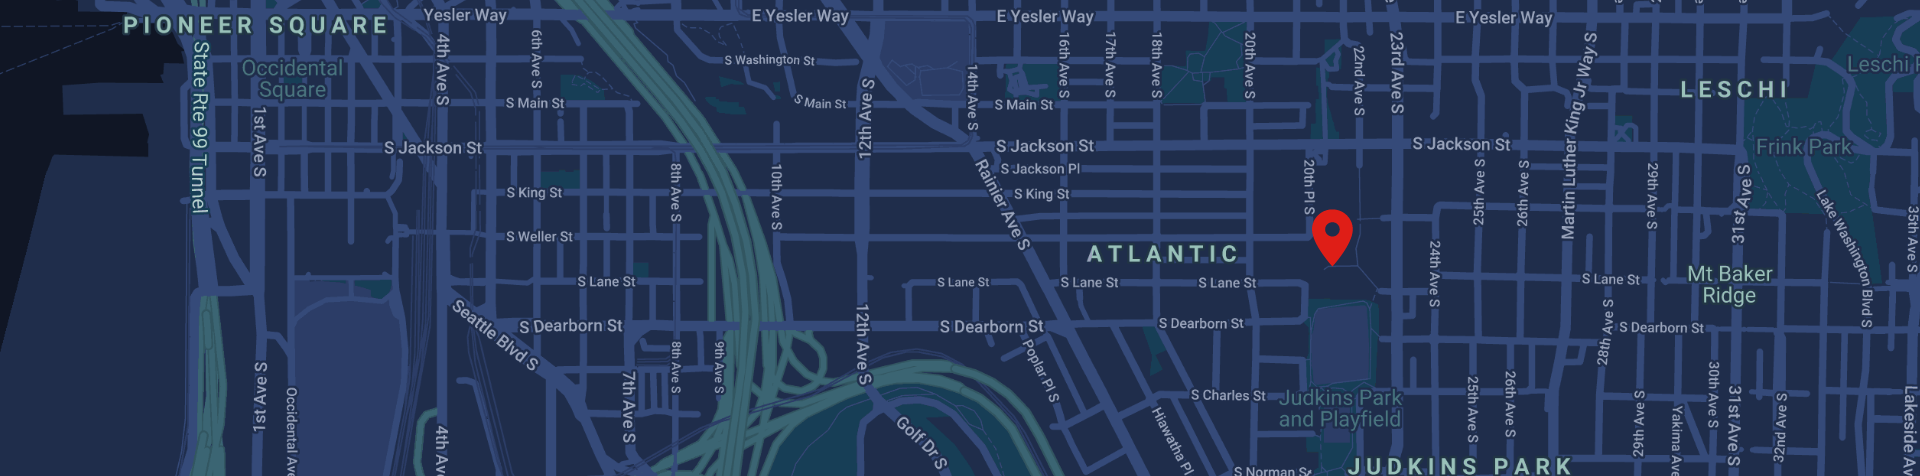 Yesler Way
E Yesler Way
E Yesler Way
E Yesler Way
PIONEER SQUARE
State Rte 99 Tunnel
Occidental
Square
4th Ave S
6th Ave S
S Washington St
S Main St
S Main St
12th Ave S
14th Ave S
S Main St
16th Ave S
17th Ave S
18th Ave S
20th Ave S
22nd Ave S
23rd Ave S
Martin Luther King Jr Way S
LESCHI
Leschi
1st Ave S
S Jackson St
S Jackson St
S Jackson St
Frink Park
S Jackson Pl
S King St
S King St
8th Ave S
10th Ave S
Rainier Ave S
20th Pl S
25th Ave S
26th Ave S
29th Ave S
31st Ave S
Lake Washington Blvd S
35th Ave S
S Weller St
ATLANTIC
24th Ave S
S Lane St
S Lane St
S Lane St
S Lane St
S Lane St
Mt Baker
Ridge
Seattle Blvd S
S Dearborn St
12th Ave S
S Dearborn St
S Dearborn St
28th Ave S
S Dearborn St
1st Ave S
Occidental Ave
4th Av
7th Ave S
8th Ave S
9th Ave S
Poplar Pl S
S Charles St
Judkins Park
and Playfield
25th Ave S
26th Ave S
29th Ave S
Yakima Ave
30th Ave S
31st Ave S
32nd Ave S
Lakeside A
Golf Dr S
Hiawatha Pl
S Norman St
JUDKINS PARK